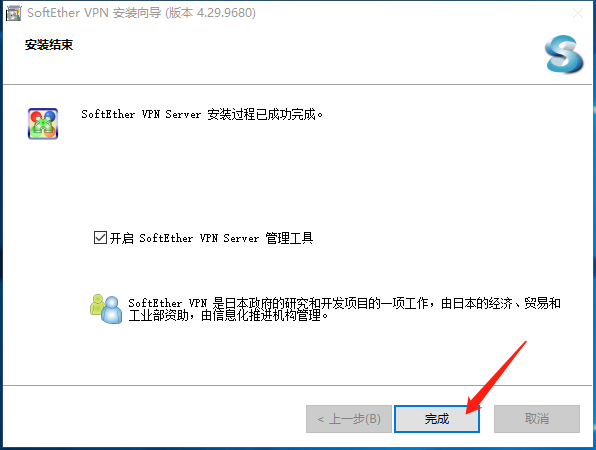 SoftEther VPN 安装向导 (版本 4.29.9680)
安装结束
SoftEther VPN Server 安装过程已成功完成。
开启 SoftEther VPN Server 管理工具
SoftEther VPN 是日本政府的研究和开发项目的一项工作，由日本的经济、贸易和
工业部资助，由信息化推进机构管理。
< 上一步(B)
完成
取消